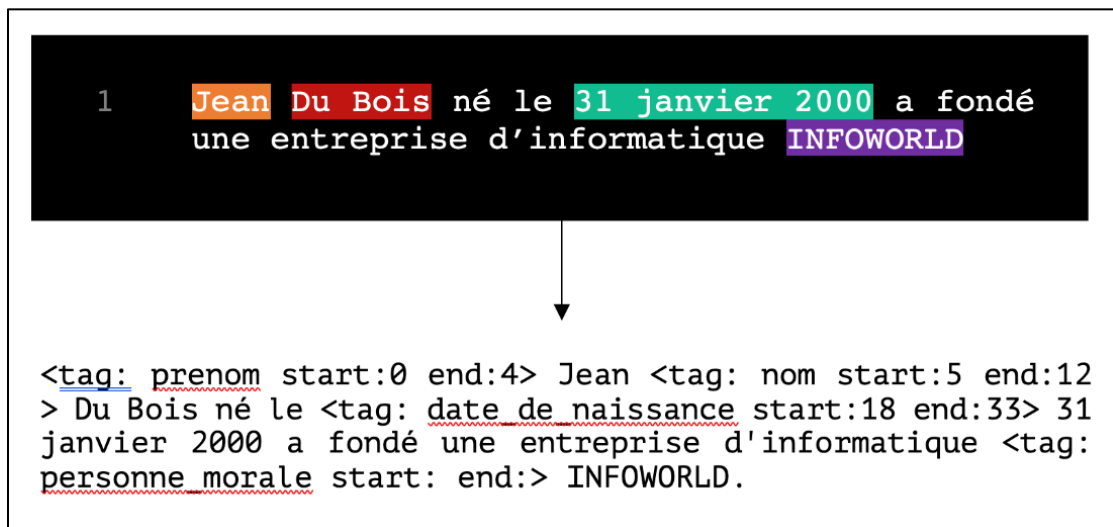 1 Jean Du Bois né le 31 janvier 2000 a fondé
une entreprise d’informatique INFOWORLD
<tag: prenom start:0 end:4> Jean <tag: nom start:5 end:12
> Du Bois né le <tag: date_de_naissance start:18 end:33> 31
janvier 2000 a fondé une entreprise d'informatique <tag:
personne_morale start: end:> INFOWORLD.